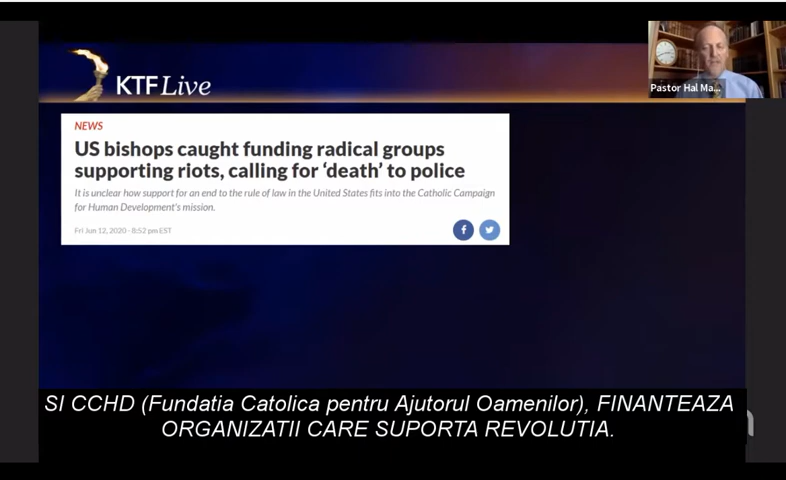 KTF Live
Pastor Hal Ma...
NEWS
US bishops caught funding radical groups
supporting riots, calling for ‘death’ to police
It is unclear how support for an end to the rule of law in the United States fits into the Catholic Campaign
for Human Development's mission.
Fri Jun 12, 2020 - 8:52 pm EST
SI CCHD (Fundatia Catolica pentru Ajutorul Oamenilor), FINANTEAZA
ORGANIZATII CARE SUPORTA REVOLUTIA.